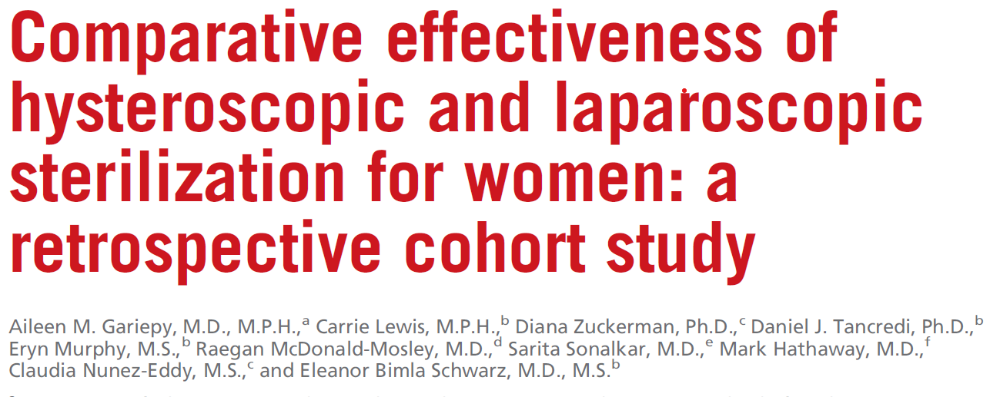 Comparative effectiveness of
hysteroscopic and laparoscopic
sterilization for women: a
retrospective cohort study
Aileen M. Gariepy, M.D., M.P.H.,a Carrie Lewis, M.P.H.,b Diana Zuckerman, Ph.D.,c Daniel J. Tancredi, Ph.D.,b
Eryn Murphy, M.S.,b Raegan McDonald-Mosley, M.D.,d Sarita Sonalkar, M.D.,e Mark Hathaway, M.D.,f
Claudia Nunez-Eddy, M.S.,c and Eleanor Bimla Schwarz, M.D., M.S.b